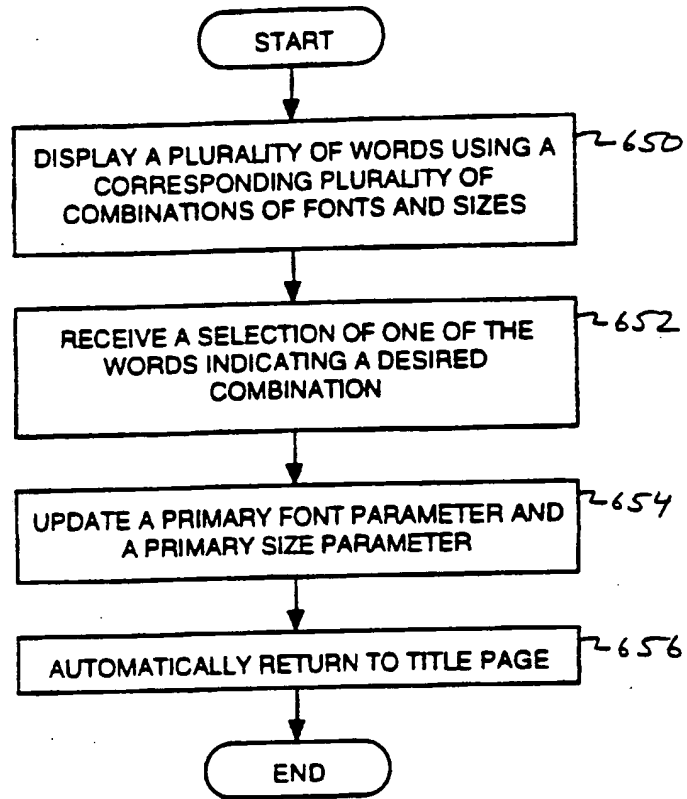 START
DISPLAY A PLURALITY OF WORDS USING A
CORRESPONDING PLURALITY OF
COMBINATIONS OF FONTS AND SIZES
650
RECEIVE A SELECTION OF ONE OF THE
WORDS INDICATING A DESIRED
COMBINATION
652
UPDATE A PRIMARY FONT PARAMETER AND
A PRIMARY SIZE PARAMETER
654
AUTOMATICALLY RETURN TO TITLE PAGE
656
END